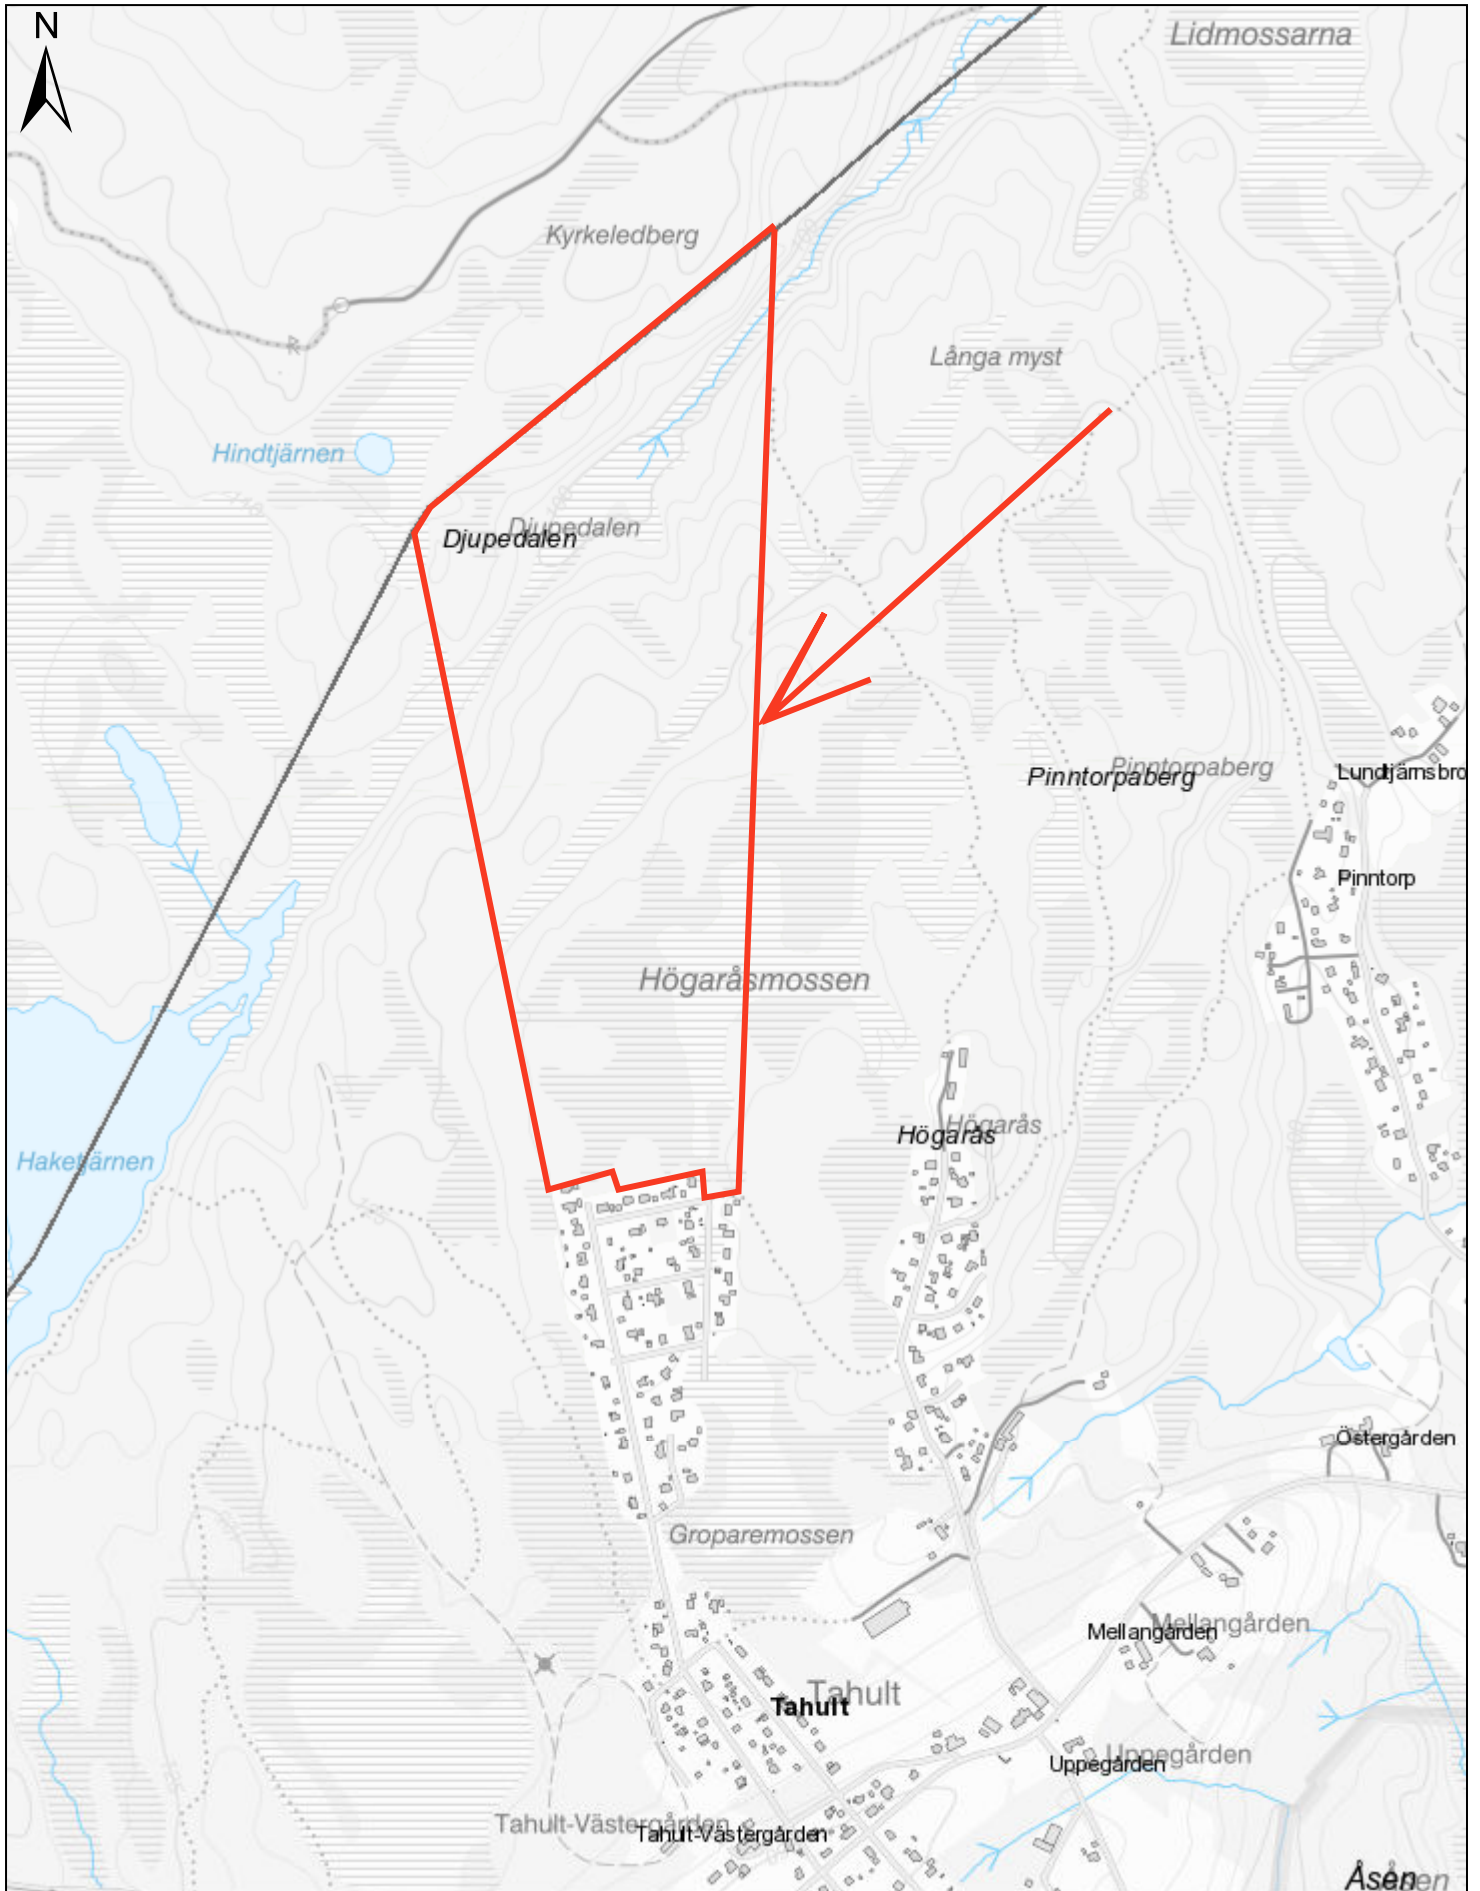 N
Lidmossarna
Kyrkeledberg
Långa myst
Hindtjärnen
Djupedalen
Djupedalen
Pinntorpaberg
Pinntorpaberg
Lundtjärnsbro
Pinntorp
Högaråsmossen
Högarås
Högarås
Haketjärnen
Östergården
Groparemossen
Mellangården
Mellangården
Tahult
Tahult
Uppegården
Uppegården
Tahult-Västergården
Tahult-Västergården
Åsen